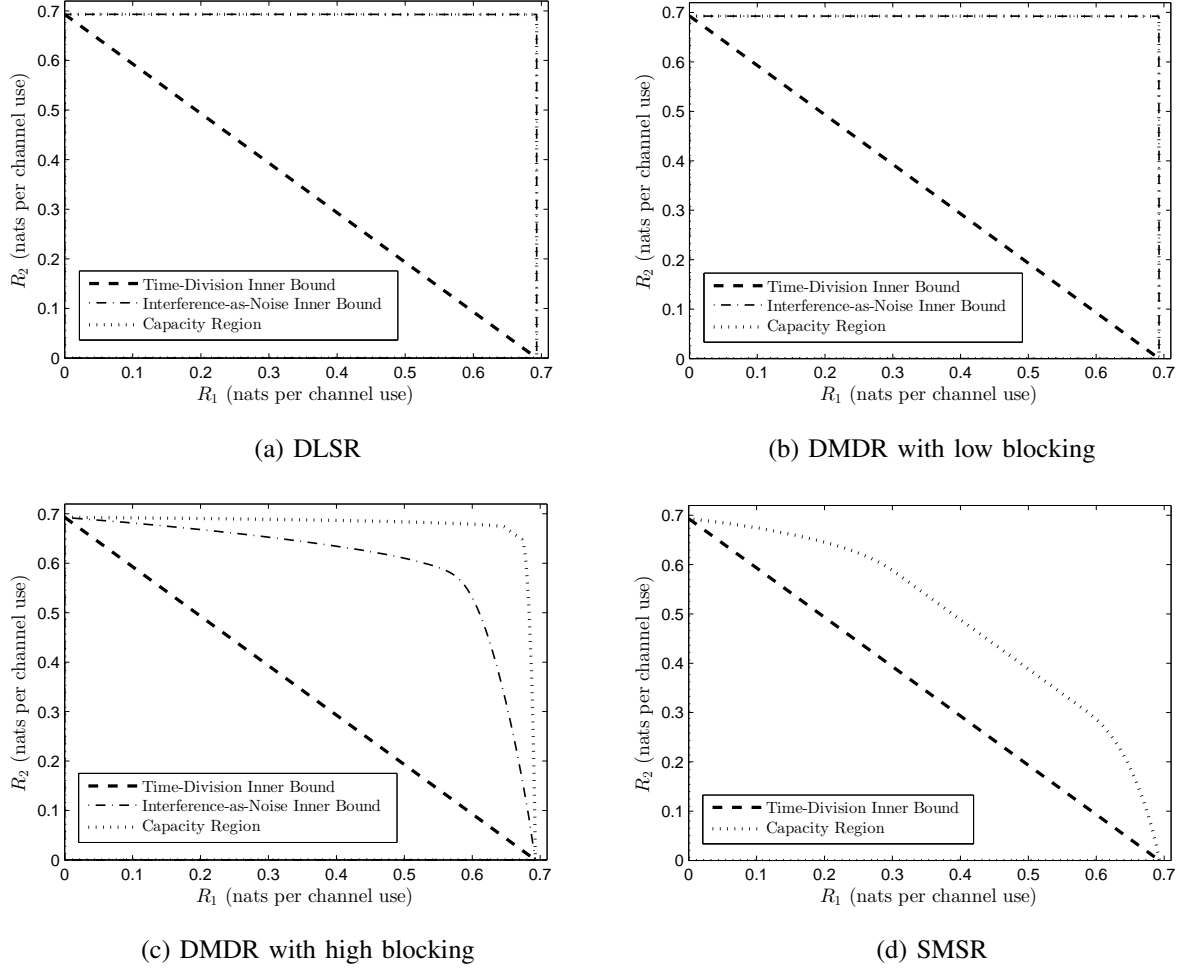 0.7
0.6
0.5
0.4
0.3
0.2
0.1
0
R2 (nats per channel use)
Time-Division Inner Bound
Interference-as-Noise Inner Bound
Capacity Region
0 0.1 0.2 0.3 0.4 0.5 0.6 0.7
R1 (nats per channel use)
(a) DLSR
0.7
0.6
0.5
0.4
0.3
0.2
0.1
0
R2 (nats per channel use)
Time-Division Inner Bound
Interference-as-Noise Inner Bound
Capacity Region
0 0.1 0.2 0.3 0.4 0.5 0.6 0.7
R1 (nats per channel use)
(b) DMDR with low blocking
0.7
0.6
0.5
0.4
0.3
0.2
0.1
0
R2 (nats per channel use)
Time-Division Inner Bound
Interference-as-Noise Inner Bound
Capacity Region
0 0.1 0.2 0.3 0.4 0.5 0.6 0.7
R1 (nats per channel use)
(c) DMDR with high blocking
0.7
0.6
0.5
0.4
0.3
0.2
0.1
0
R2 (nats per channel use)
Time-Division Inner Bound
Capacity Region
0 0.1 0.2 0.3 0.4 0.5 0.6 0.7
R1 (nats per channel use)
(d) SMSR